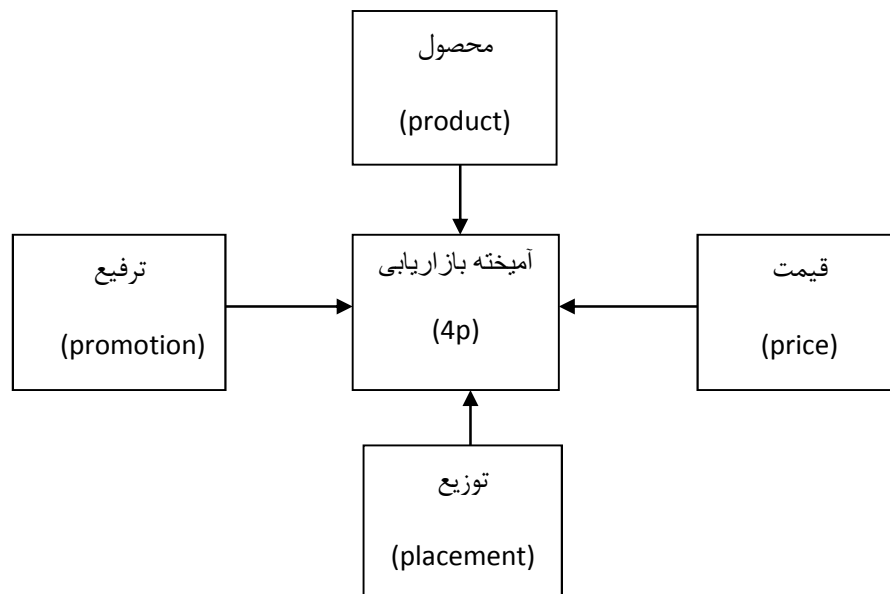 محصول
(product)
ترفیع
(promotion)
آمیخته بازاریابی
(4p)
قیمت
(price)
توزیع
(placement)